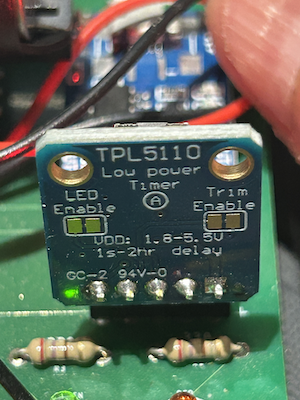 TPL5110
Low power
Timer
A
LED
Enable
Trim
Enable
VDD: 1.8-5.5V
1s-2hr delay
GC-2 94V-0